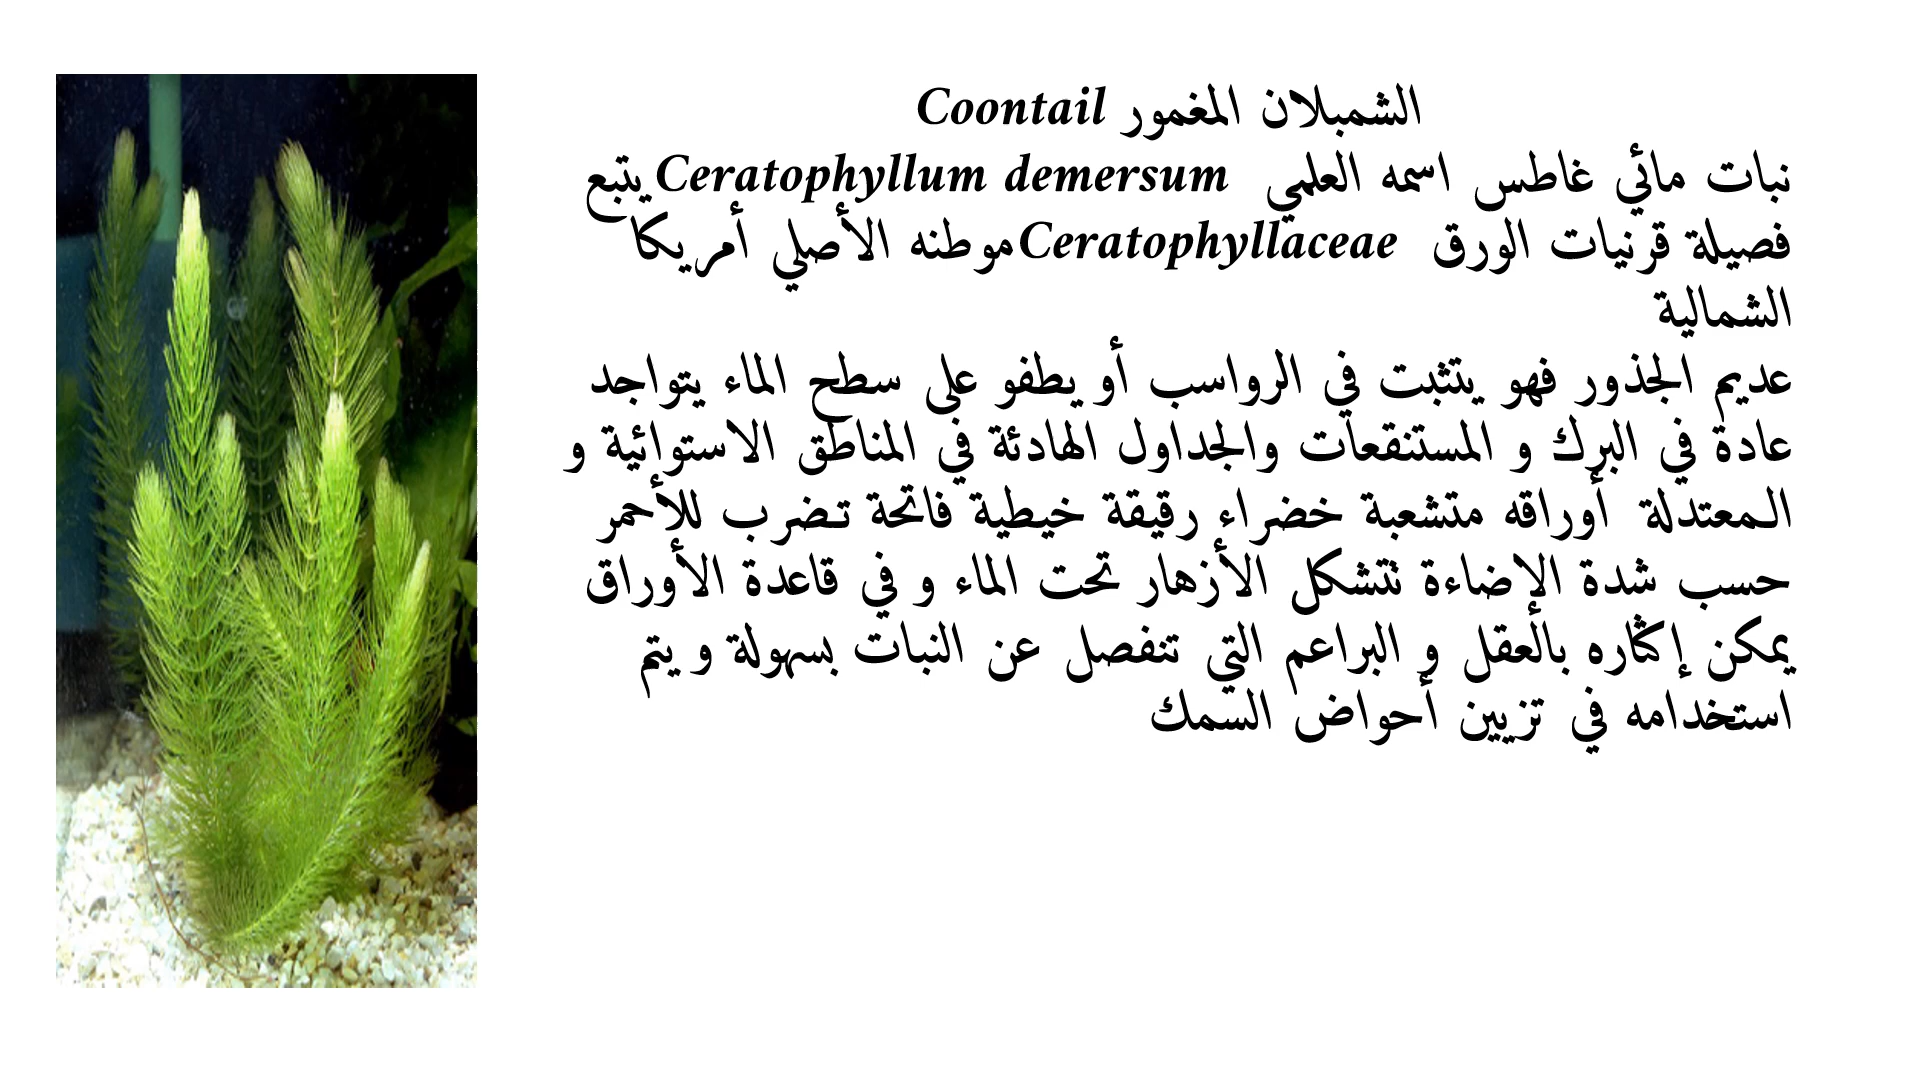 الشمبلان المغمور Coontail
نبات مائي غاطس اسمه العلمي Ceratophyllum demersum يتبع
فصيلة قرنيات الورق Ceratophyllaceae موطنه الأصلي أمريكا
الشمالية
عديم الجذور فهو يتثبت في الرواسب أو يطفو على سطح الماء يتواجد
عادة في البرك و المستنقعات والجداول الهادئة في المناطق الاستوائية و
المعتدلة أوراقه متشعبة خضراء رقيقة خيطية فاتحة تضرب للأحمر
حسب شدة الإضاءة تتشكل الأزهار تحت الماء و في قاعدة الأوراق
يمكن إكثاره بالعقل و البراعم التي تنفصل عن النبات بسهولة و يتم
استخدامه في تزيين أحواض السمك